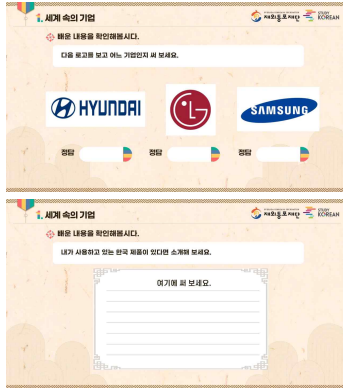 1. 세계 속의 기업
재외동포재단 STUDY KOREAN
배운 내용을 확인해봅시다.
다음 로고를 보고 어느 기업인지 써 보세요.
HYUNDAI LG SAMSUNG
정답 정답 정답
1. 세계 속의 기업
재외동포재단 STUDY KOREAN
배운 내용을 확인해봅시다.
내가 사용하고 있는 한국 제품이 있다면 소개해 보세요.
여기에 써 보세요.